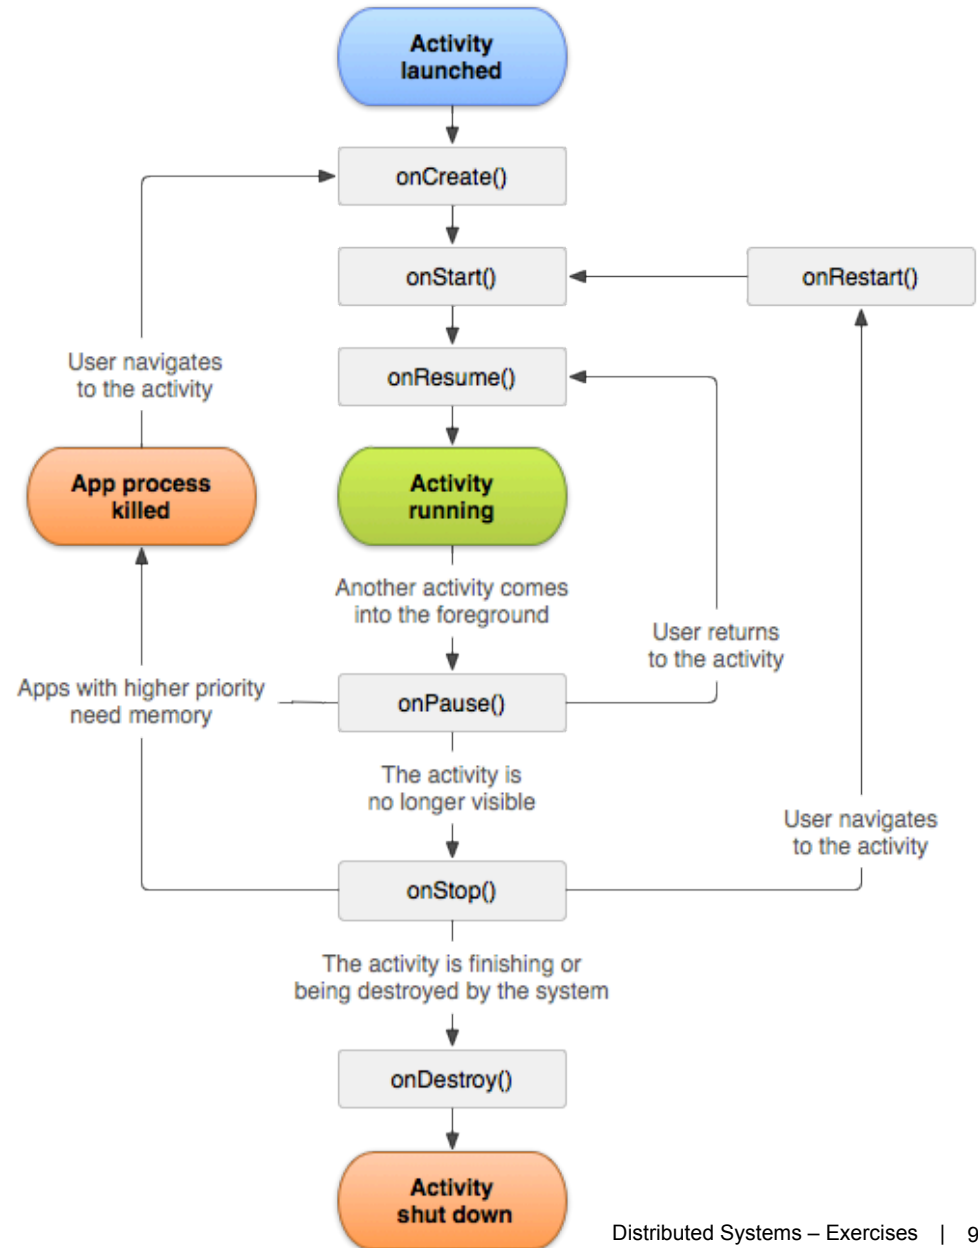 Activity
launched
onCreate()
onStart()
onRestart()
User navigates
to the activity
onResume()
App process
killed
Activity
running
Another activity comes
into the foreground
User returns
to the activity
Apps with higher priority
need memory
onPause()
The activity is
no longer visible
User navigates
to the activity
onStop()
The activity is finishing or
being destroyed by the system
onDestroy()
Activity
shut down
Distributed Systems – Exercises | 9